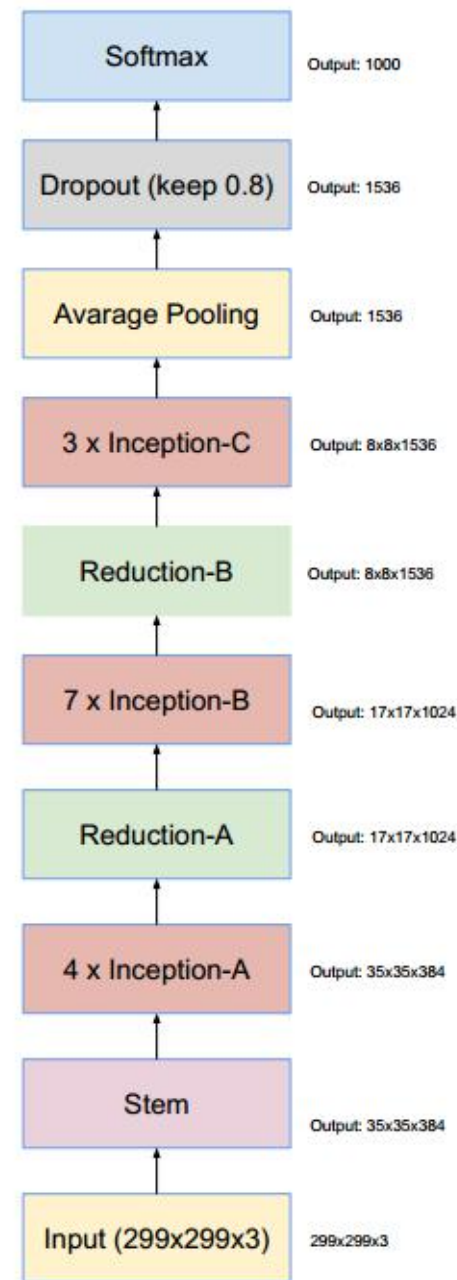 Softmax
Output: 1000
Dropout (keep 0.8)
Output: 1536
Avarage Pooling
Output: 1536
3 x Inception-C
Output: 8x8x1536
Reduction-B
Output: 8x8x1536
7 x Inception-B
Output: 17x17x1024
Reduction-A
Output: 17x17x1024
4 x Inception-A
Output: 35x35x384
Stem
Output: 35x35x384
Input (299x299x3)
299x299x3